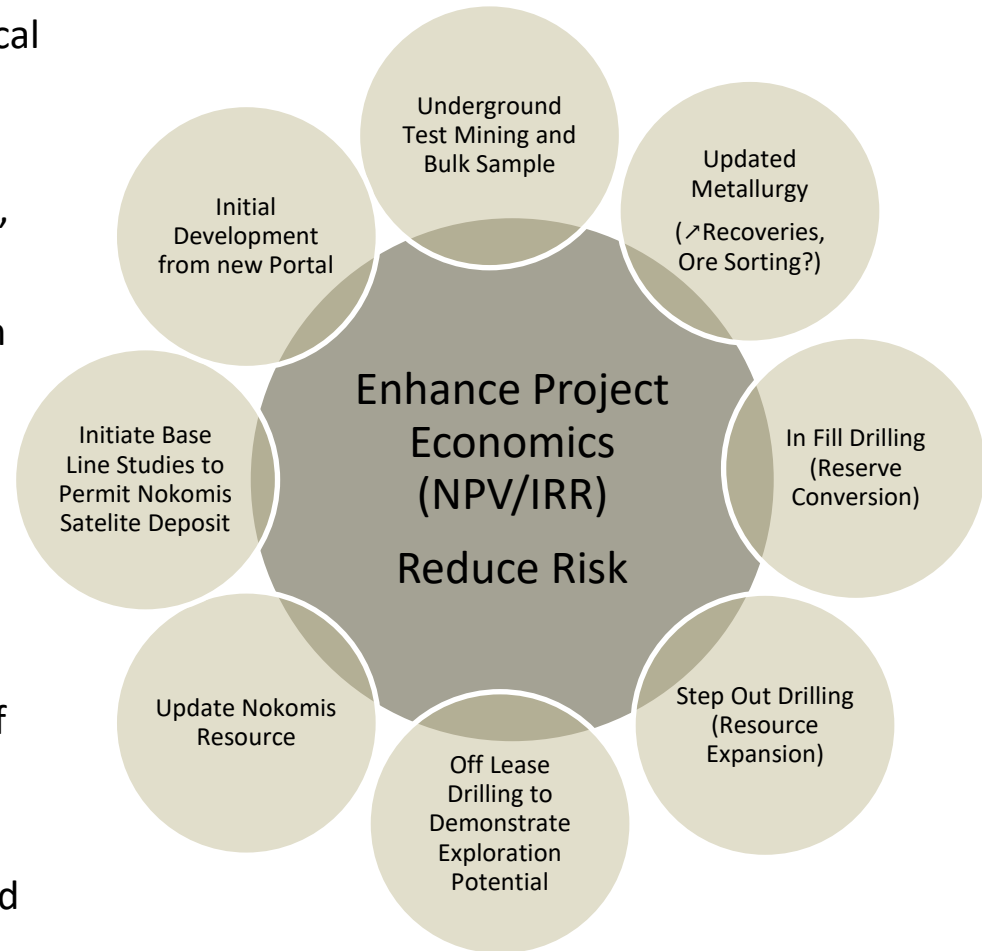 ical
,
n
f
d
Underground
Test Mining and
Bulk Sample
Updated
Metallurgy
(↗Recoveries,
Ore Sorting?)
In Fill Drilling
(Reserve
Conversion)
Step Out Drilling
(Resource
Expansion)
Off Lease
Drilling to
Demonstrate
Exploration
Potential
Update Nokomis
Resource
Initiate Base
Line Studies to
Permit Nokomis
Satelite Deposit
Initial
Development
from new Portal
Enhance Project
Economics
(NPV/IRR)
Reduce Risk